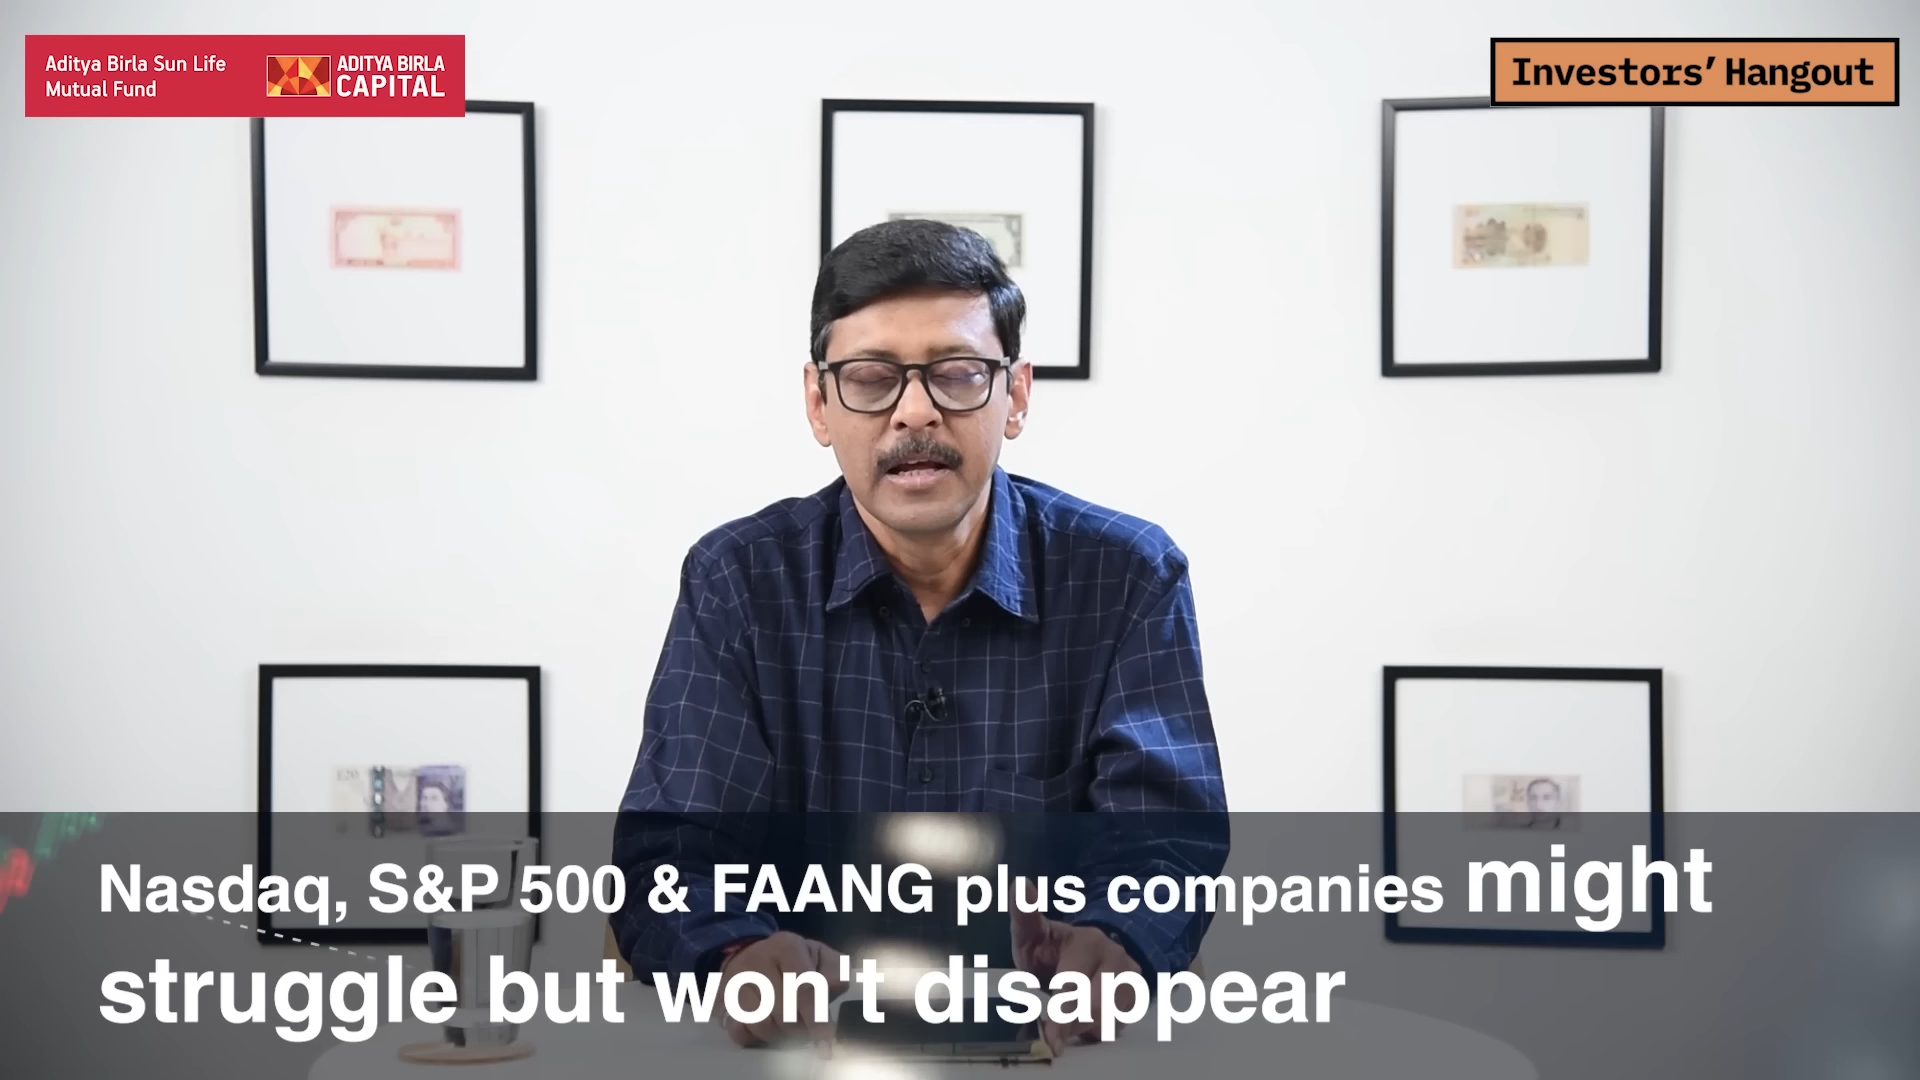 Aditya Birla Sun Life
Mutual Fund
ADITYA BIRLA
CAPITAL
Investors’ Hangout
£20
Nasdaq, S&P 500 & FAANG plus companies might
struggle but won't disappear